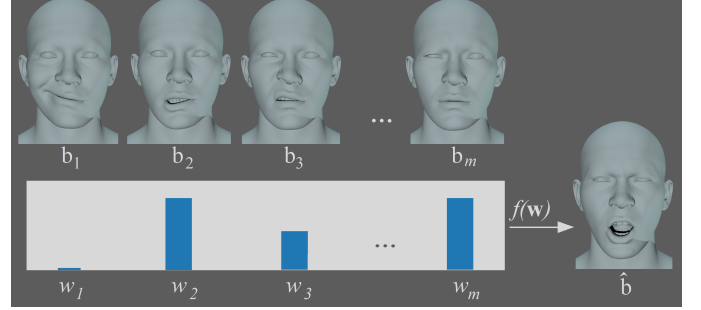 b₁ b₂ b₃ ... bₘ
f(w)
...
w₁ w₂ w₃ wₘ
b̂